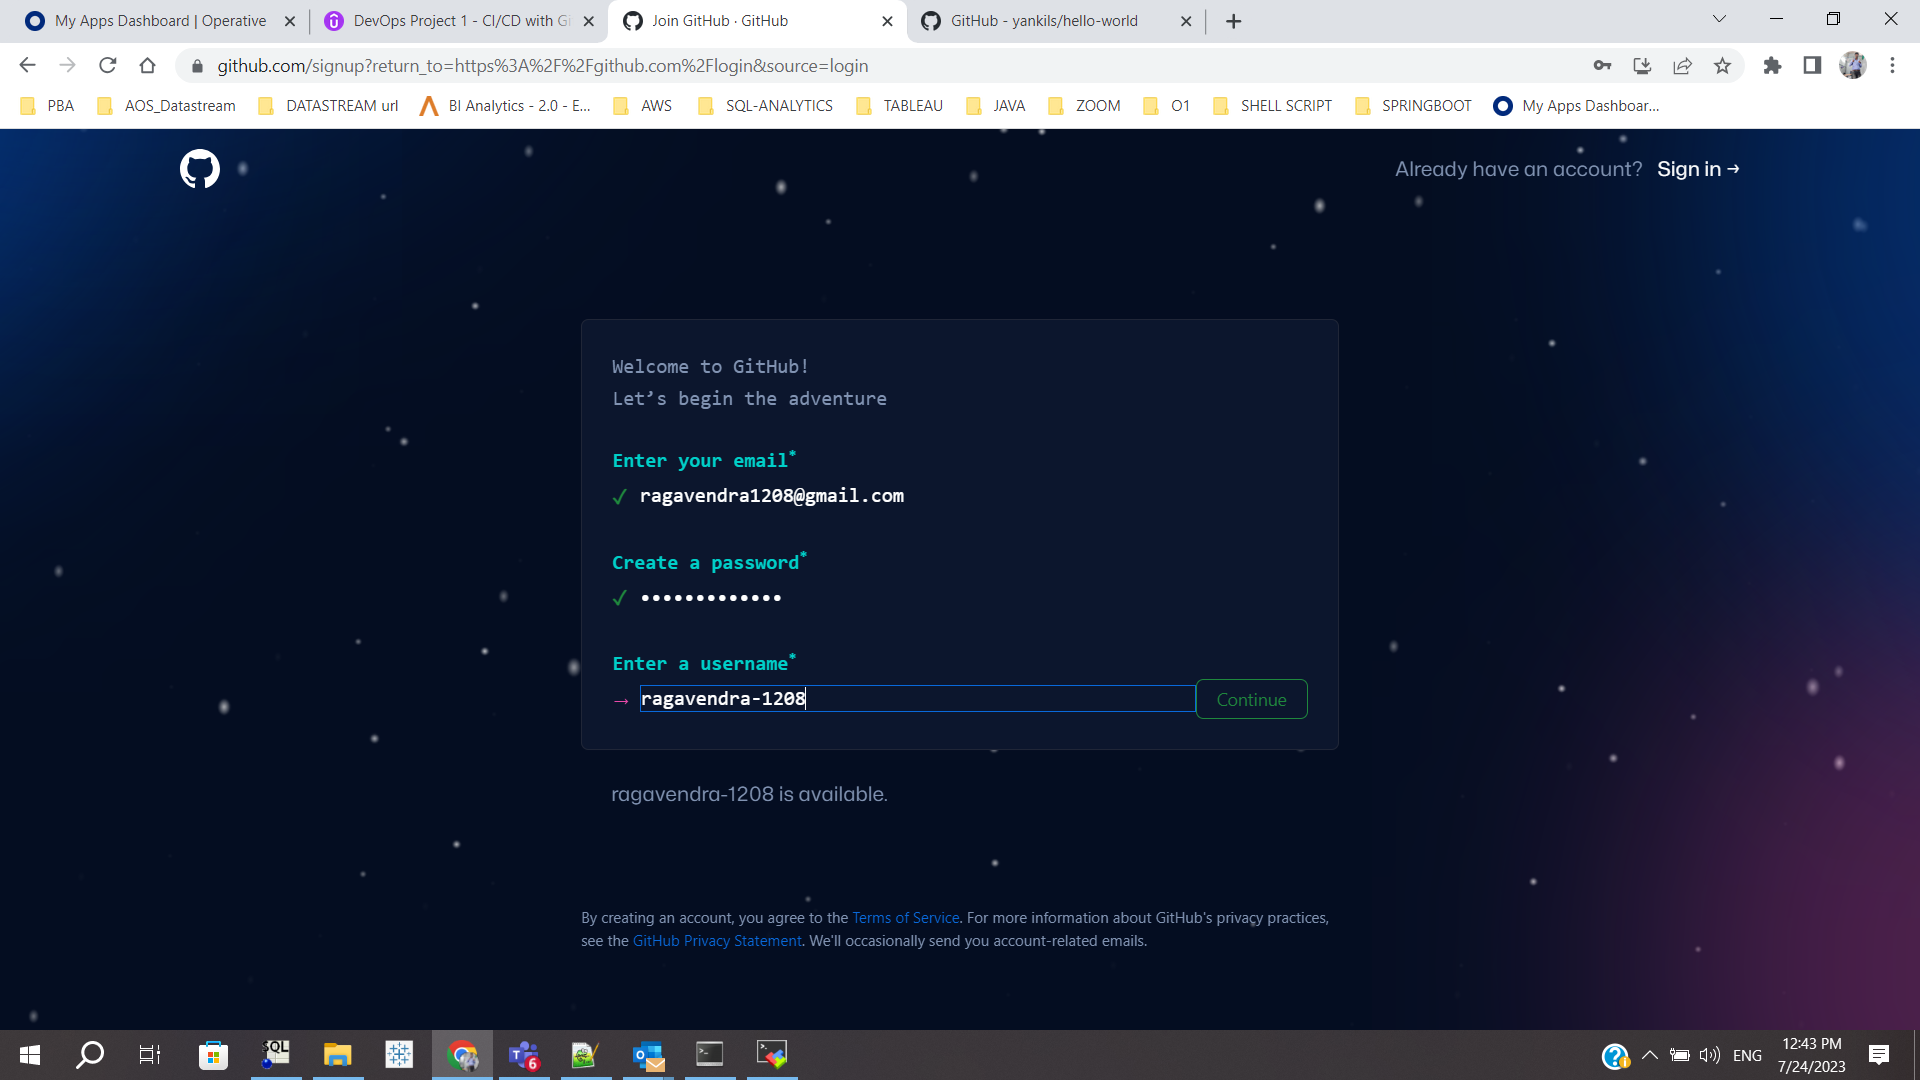 My Apps Dashboard | Operative
DevOps Project 1 - CI/CD with Gi
Join GitHub · GitHub
GitHub - yankils/hello-world
github.com/signup?return_to=https%3A%2F%2Fgithub.com%2Flogin&source=login
PBA
AOS_Datastream
DATASTREAM url
BI Analytics - 2.0 - E...
AWS
SQL-ANALYTICS
TABLEAU
JAVA
ZOOM
O1
SHELL SCRIPT
SPRINGBOOT
My Apps Dashboar...
Already have an account? Sign in →
Welcome to GitHub!
Let’s begin the adventure
Enter your email*
✓ ragavendra1208@gmail.com
Create a password*
✓ •••••••••••••
Enter a username*
→ ragavendra-1208
Continue
ragavendra-1208 is available.
By creating an account, you agree to the Terms of Service. For more information about GitHub's privacy practices,
see the GitHub Privacy Statement. We'll occasionally send you account-related emails.
SQL
6
ENG
12:43 PM
7/24/2023